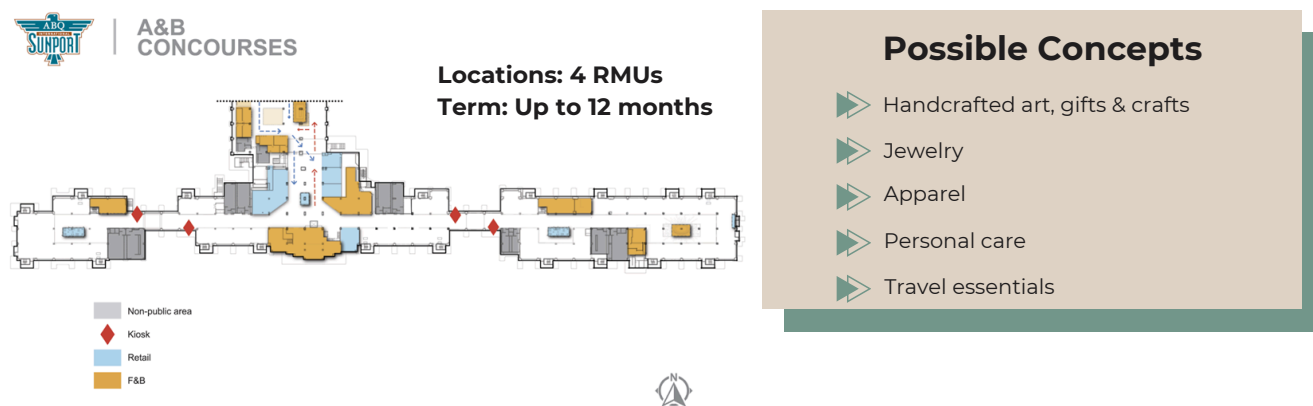 ABQ
INTERNATIONAL
SUNPORT
A&B
CONCOURSES
Locations: 4 RMUs
Term: Up to 12 months
Non-public area
Kiosk
Retail
F&B
N
Possible Concepts
Handcrafted art, gifts & crafts
Jewelry
Apparel
Personal care
Travel essentials